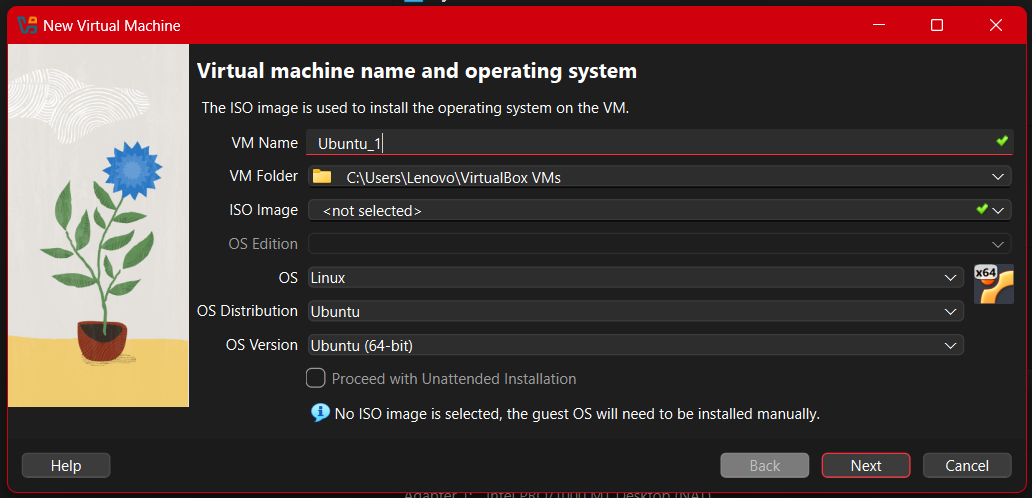 New Virtual Machine
Virtual machine name and operating system
The ISO image is used to install the operating system on the VM.
VM Name Ubuntu_1
VM Folder C:\Users\Lenovo\VirtualBox VMs
ISO Image <not selected>
OS Edition
OS Linux
x64
OS Distribution Ubuntu
OS Version Ubuntu (64-bit)
Proceed with Unattended Installation
No ISO image is selected, the guest OS will need to be installed manually.
Help Back Next Cancel
Adapter 1: Intel PRO/1000 MT Desktop (NAT)